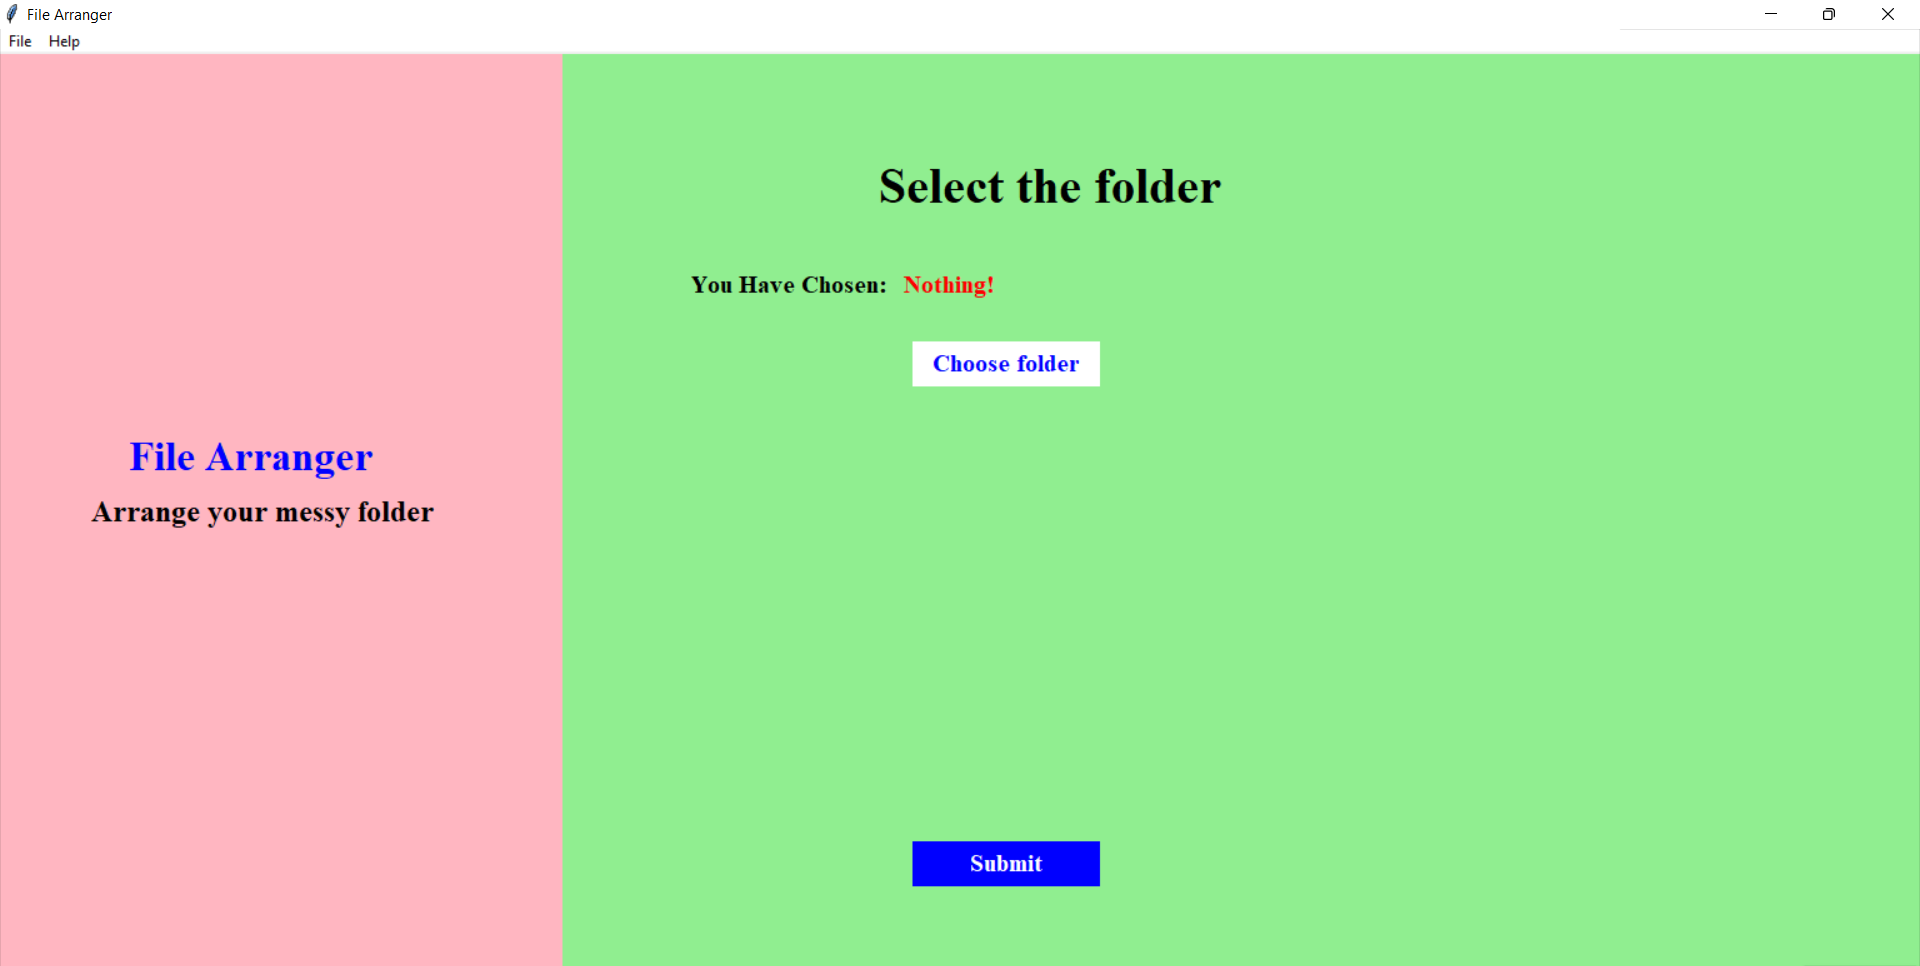 File Arranger
File Help
Select the folder
You Have Chosen: Nothing!
Choose folder
File Arranger
Arrange your messy folder
Submit